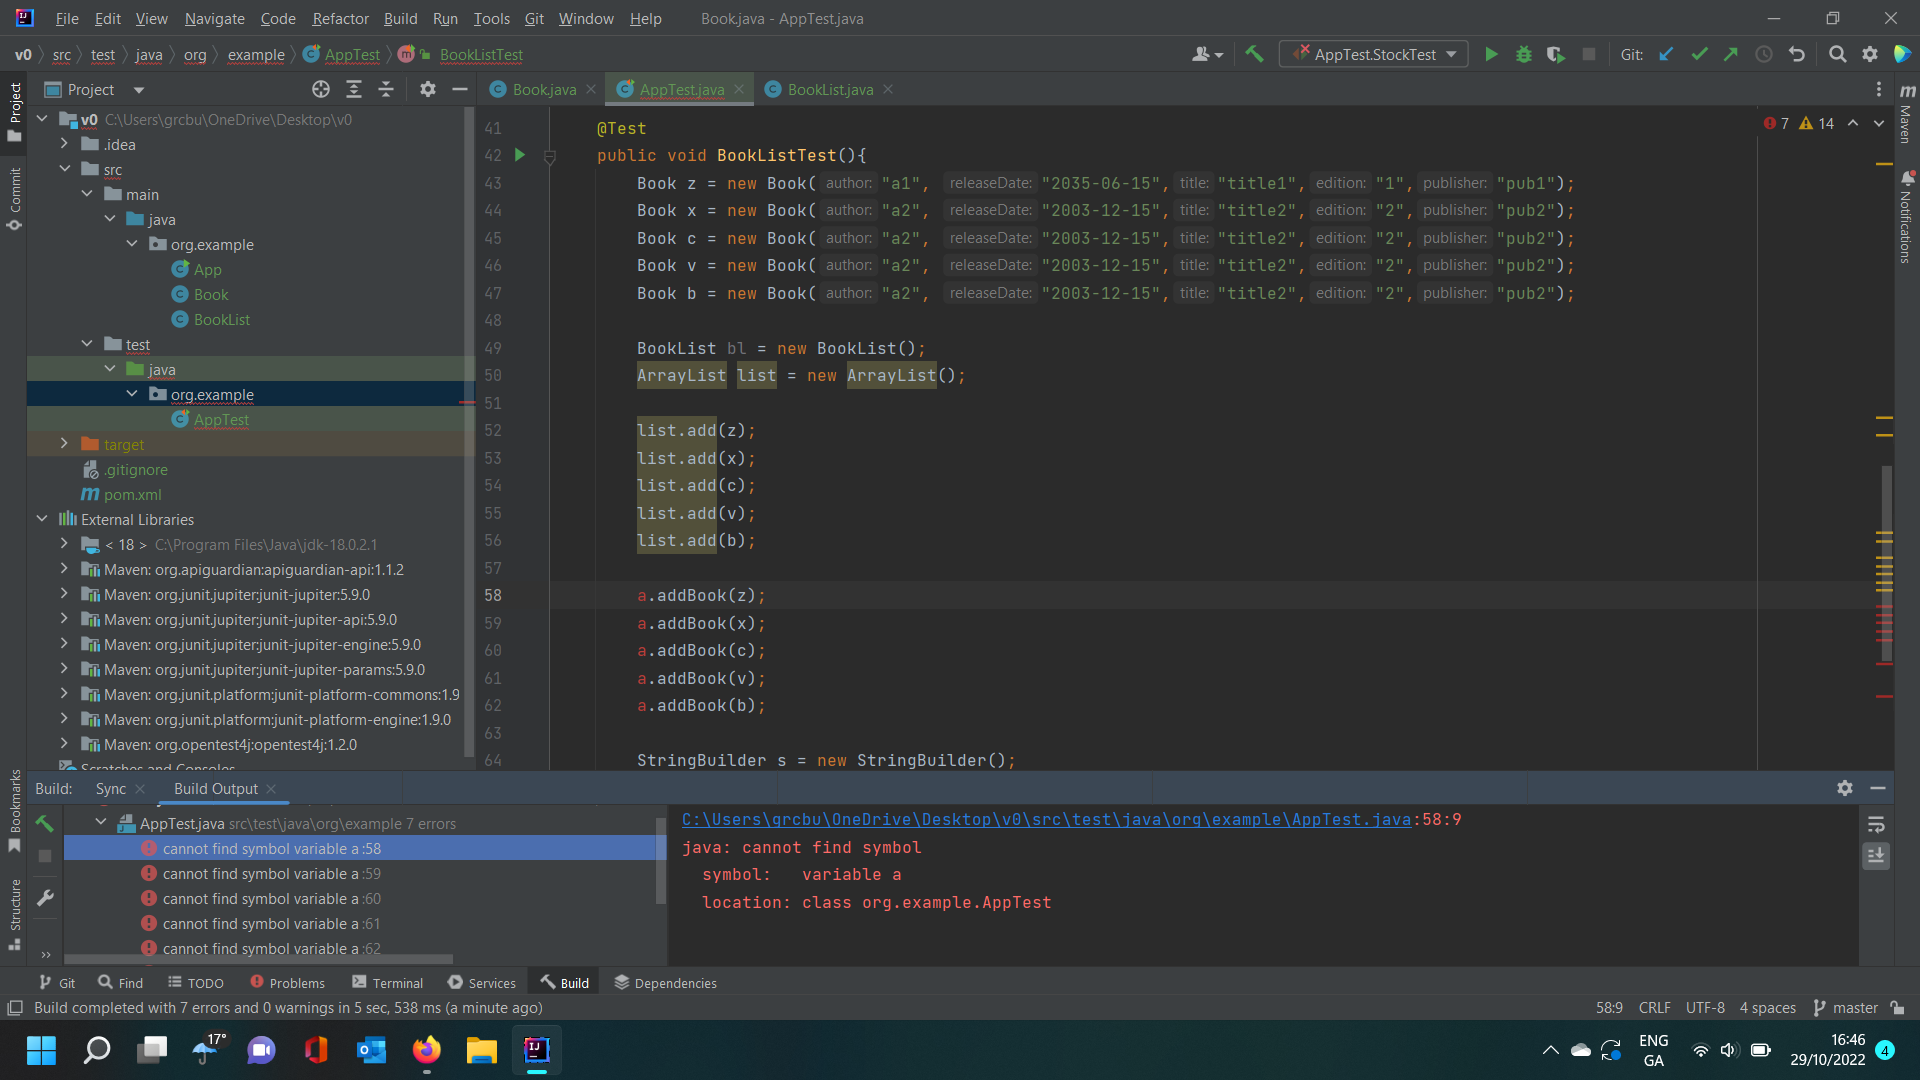 File Edit View Navigate Code Refactor Build Run Tools Git Window Help Book.java - AppTest.java
v0 src test java org example AppTest BookListTest AppTest.StockTest Git:
Project Book.java AppTest.java BookList.java
v0 C:\Users\grcbu\OneDrive\Desktop\v0
.idea
src
main
java
org.example
App
Book
BookList
test
java
org.example
AppTest
target
.gitignore
pom.xml
External Libraries
< 18 > C:\Program Files\Java\jdk-18.0.2.1
Maven: org.apiguardian:apiguardian-api:1.1.2
Maven: org.junit.jupiter:junit-jupiter:5.9.0
Maven: org.junit.jupiter:junit-jupiter-api:5.9.0
Maven: org.junit.jupiter:junit-jupiter-engine:5.9.0
Maven: org.junit.jupiter:junit-jupiter-params:5.9.0
Maven: org.junit.platform:junit-platform-commons:1.9
Maven: org.junit.platform:junit-platform-engine:1.9.0
Maven: org.opentest4j:opentest4j:1.2.0
Scratches and Consoles
Project
Commit
Bookmarks
Structure
7 14
41 @Test
42 public void BookListTest(){
43 Book z = new Book( author: "a1", releaseDate: "2035-06-15", title: "title1", edition: "1", publisher: "pub1");
44 Book x = new Book( author: "a2", releaseDate: "2003-12-15", title: "title2", edition: "2", publisher: "pub2");
45 Book c = new Book( author: "a2", releaseDate: "2003-12-15", title: "title2", edition: "2", publisher: "pub2");
46 Book v = new Book( author: "a2", releaseDate: "2003-12-15", title: "title2", edition: "2", publisher: "pub2");
47 Book b = new Book( author: "a2", releaseDate: "2003-12-15", title: "title2", edition: "2", publisher: "pub2");
48
49 BookList bl = new BookList();
50 ArrayList list = new ArrayList();
51
52 list.add(z);
53 list.add(x);
54 list.add(c);
55 list.add(v);
56 list.add(b);
57
58 a.addBook(z);
59 a.addBook(x);
60 a.addBook(c);
61 a.addBook(v);
62 a.addBook(b);
63
64 StringBuilder s = new StringBuilder();
m Maven
Notifications
Build: Sync Build Output
AppTest.java src\test\java\org\example 7 errors
cannot find symbol variable a :58
cannot find symbol variable a :59
cannot find symbol variable a :60
cannot find symbol variable a :61
cannot find symbol variable a :62
C:\Users\grcbu\OneDrive\Desktop\v0\src\test\java\org\example\AppTest.java:58:9
java: cannot find symbol
symbol: variable a
location: class org.example.AppTest
Git Find TODO Problems Terminal Services Build Dependencies
Build completed with 7 errors and 0 warnings in 5 sec, 538 ms (a minute ago) 58:9 CRLF UTF-8 4 spaces master
17° ENG 16:46
GA 29/10/2022 4